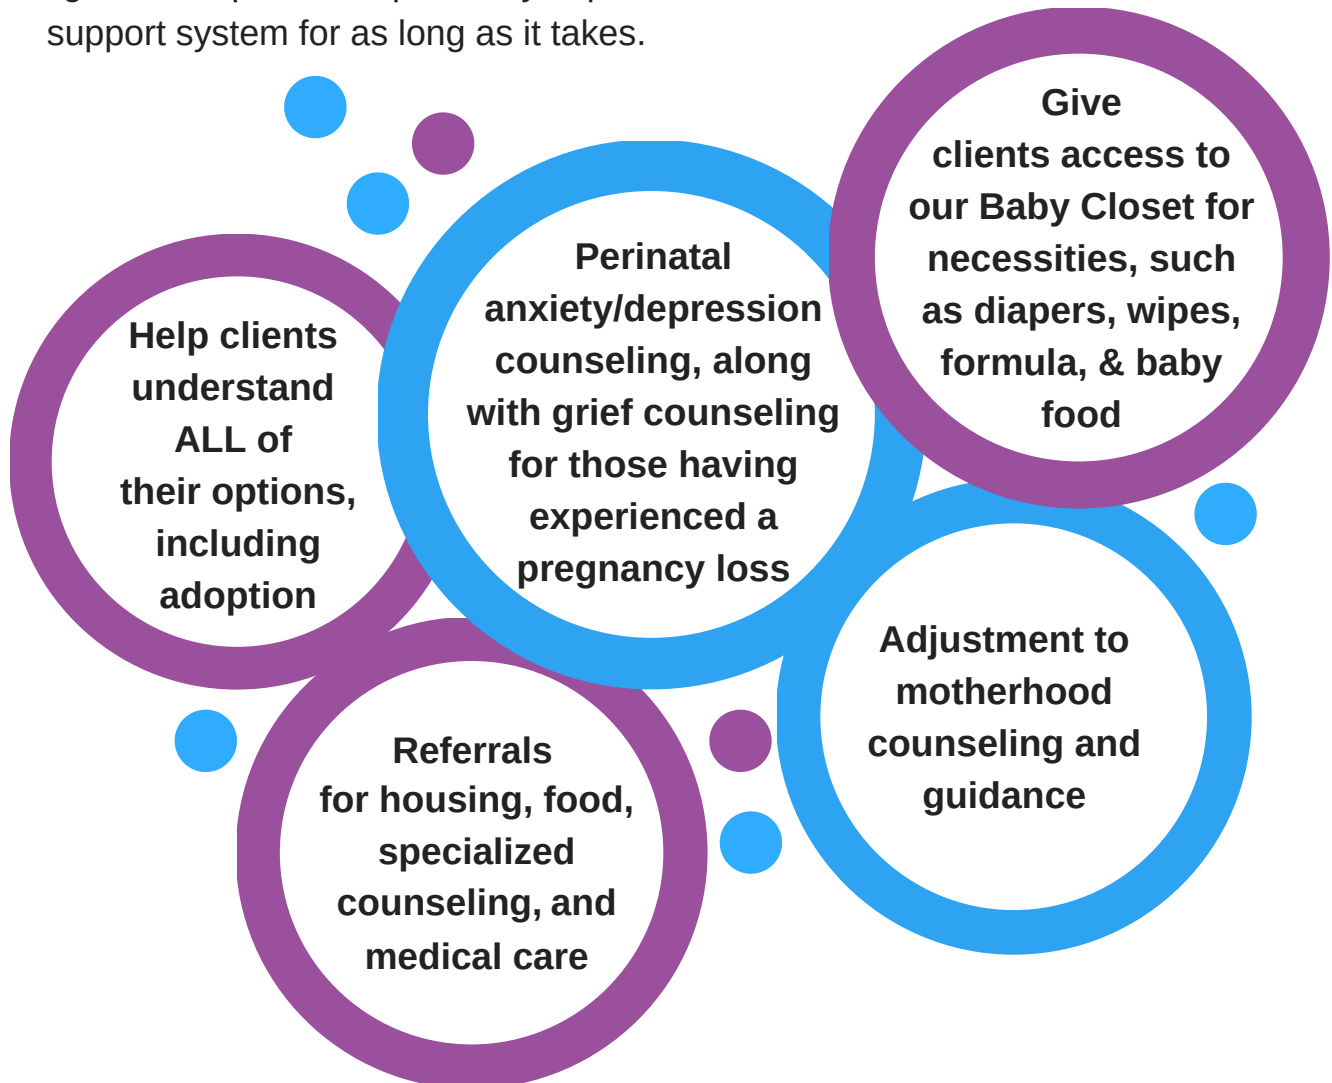 support system for as long as it takes.
Give
clients access to
our Baby Closet for
necessities, such
as diapers, wipes,
formula, & baby
food
Perinatal
anxiety/depression
counseling, along
with grief counseling
for those having
experienced a
pregnancy loss
Help clients
understand
ALL of
their options,
including
adoption
Adjustment to
motherhood
counseling and
guidance
Referrals
for housing, food,
specialized
counseling, and
medical care